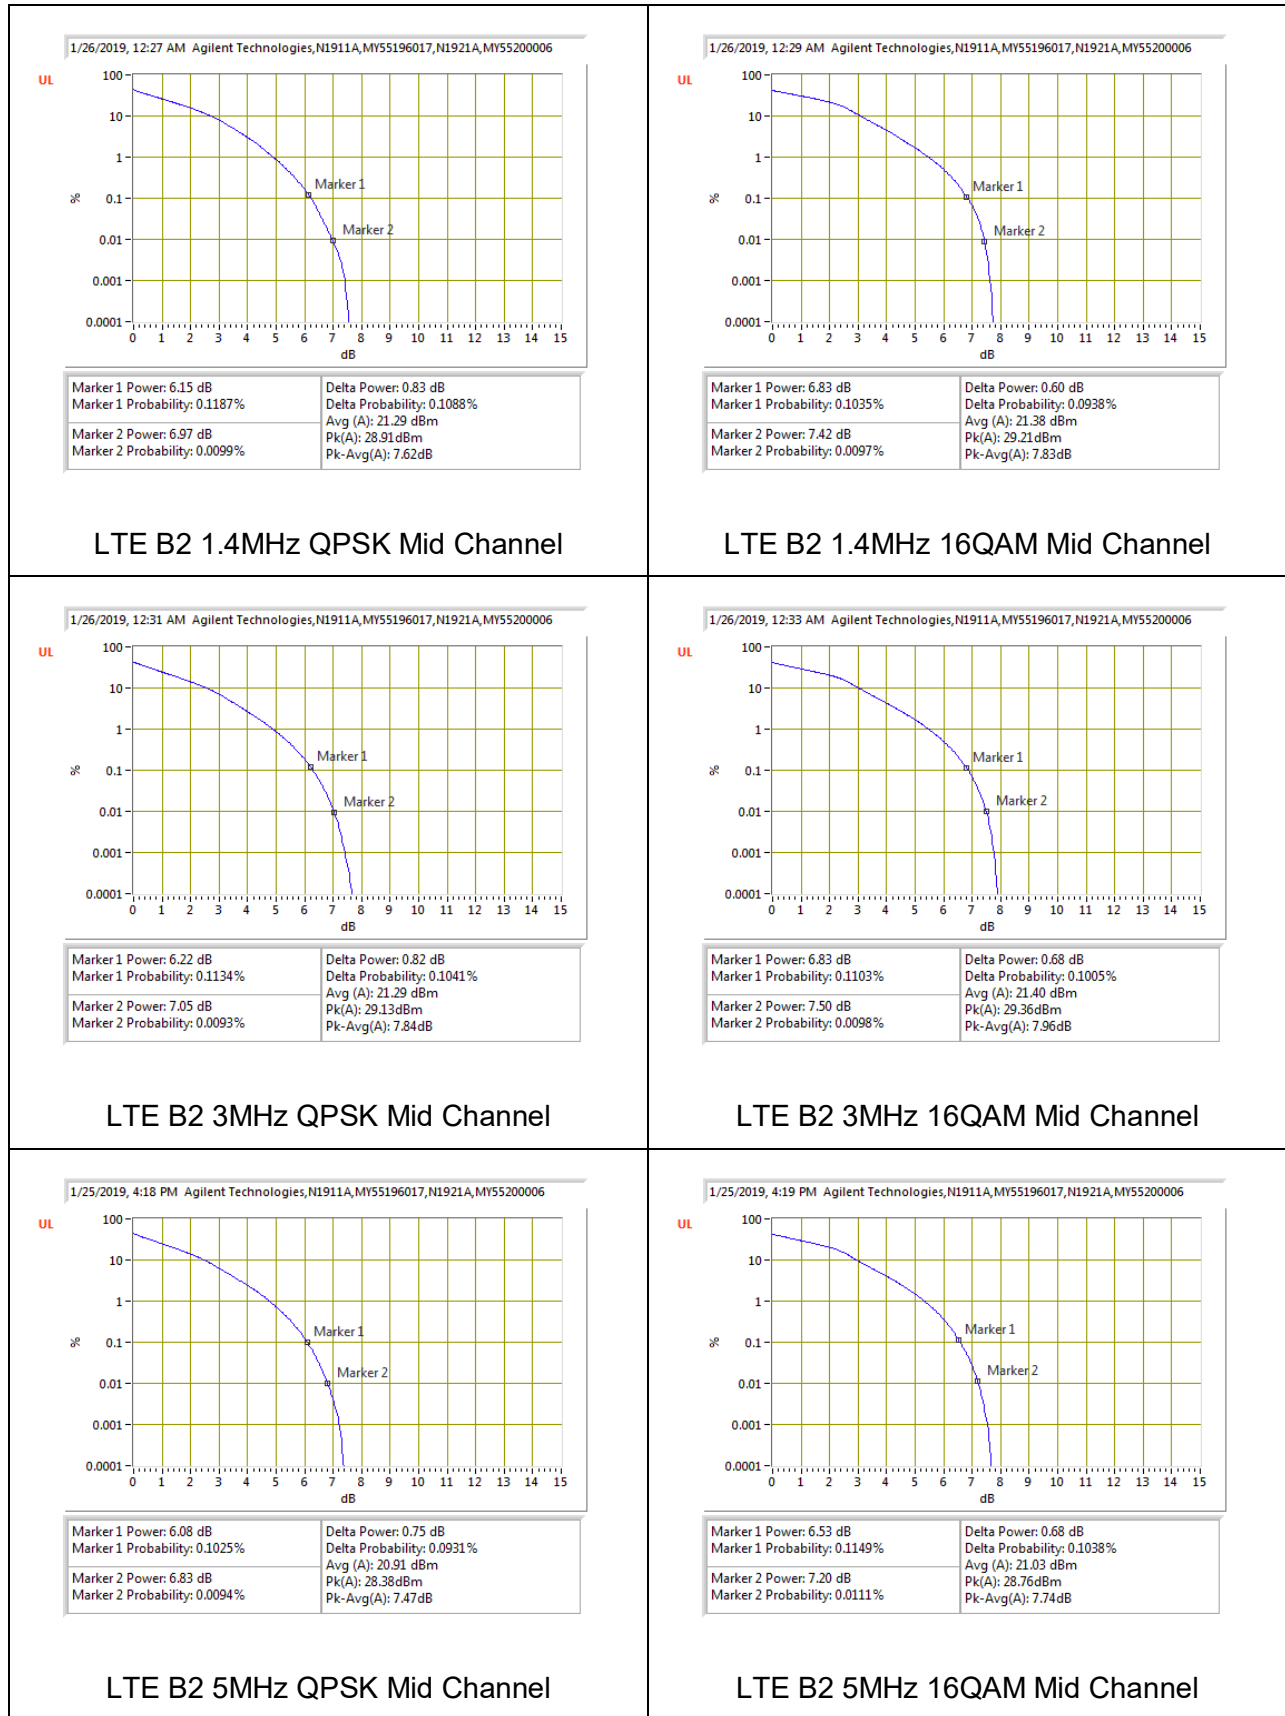 1/26/2019, 12:27 AM Agilent Technologies,N1911A,MY55196017,N1921A,MY55200006
UL
100
10
1
0.1
0.01
0.001
0.0001
%
Marker 1
Marker 2
0 1 2 3 4 5 6 7 8 9 10 11 12 13 14 15
dB
Marker 1 Power: 6.15 dB
Marker 1 Probability: 0.1187%
Marker 2 Power: 6.97 dB
Marker 2 Probability: 0.0099%
Delta Power: 0.83 dB
Delta Probability: 0.1088%
Avg (A): 21.29 dBm
Pk(A): 28.91dBm
Pk-Avg(A): 7.62dB
LTE B2 1.4MHz QPSK Mid Channel
1/26/2019, 12:29 AM Agilent Technologies,N1911A,MY55196017,N1921A,MY55200006
UL
100
10
1
0.1
0.01
0.001
0.0001
%
Marker 1
Marker 2
0 1 2 3 4 5 6 7 8 9 10 11 12 13 14 15
dB
Marker 1 Power: 6.83 dB
Marker 1 Probability: 0.1035%
Marker 2 Power: 7.42 dB
Marker 2 Probability: 0.0097%
Delta Power: 0.60 dB
Delta Probability: 0.0938%
Avg (A): 21.38 dBm
Pk(A): 29.21dBm
Pk-Avg(A): 7.83dB
LTE B2 1.4MHz 16QAM Mid Channel
1/26/2019, 12:31 AM Agilent Technologies,N1911A,MY55196017,N1921A,MY55200006
UL
100
10
1
0.1
0.01
0.001
0.0001
%
Marker 1
Marker 2
0 1 2 3 4 5 6 7 8 9 10 11 12 13 14 15
dB
Marker 1 Power: 6.22 dB
Marker 1 Probability: 0.1134%
Marker 2 Power: 7.05 dB
Marker 2 Probability: 0.0093%
Delta Power: 0.82 dB
Delta Probability: 0.1041%
Avg (A): 21.29 dBm
Pk(A): 29.13dBm
Pk-Avg(A): 7.84dB
LTE B2 3MHz QPSK Mid Channel
1/26/2019, 12:33 AM Agilent Technologies,N1911A,MY55196017,N1921A,MY55200006
UL
100
10
1
0.1
0.01
0.001
0.0001
%
Marker 1
Marker 2
0 1 2 3 4 5 6 7 8 9 10 11 12 13 14 15
dB
Marker 1 Power: 6.83 dB
Marker 1 Probability: 0.1103%
Marker 2 Power: 7.50 dB
Marker 2 Probability: 0.0098%
Delta Power: 0.68 dB
Delta Probability: 0.1005%
Avg (A): 21.40 dBm
Pk(A): 29.36dBm
Pk-Avg(A): 7.96dB
LTE B2 3MHz 16QAM Mid Channel
1/25/2019, 4:18 PM Agilent Technologies,N1911A,MY55196017,N1921A,MY55200006
UL
100
10
1
0.1
0.01
0.001
0.0001
%
Marker 1
Marker 2
0 1 2 3 4 5 6 7 8 9 10 11 12 13 14 15
dB
Marker 1 Power: 6.08 dB
Marker 1 Probability: 0.1025%
Marker 2 Power: 6.83 dB
Marker 2 Probability: 0.0094%
Delta Power: 0.75 dB
Delta Probability: 0.0931%
Avg (A): 20.91 dBm
Pk(A): 28.38dBm
Pk-Avg(A): 7.47dB
LTE B2 5MHz QPSK Mid Channel
1/25/2019, 4:19 PM Agilent Technologies,N1911A,MY55196017,N1921A,MY55200006
UL
100
10
1
0.1
0.01
0.001
0.0001
%
Marker 1
Marker 2
0 1 2 3 4 5 6 7 8 9 10 11 12 13 14 15
dB
Marker 1 Power: 6.53 dB
Marker 1 Probability: 0.1149%
Marker 2 Power: 7.20 dB
Marker 2 Probability: 0.0111%
Delta Power: 0.68 dB
Delta Probability: 0.1038%
Avg (A): 21.03 dBm
Pk(A): 28.76dBm
Pk-Avg(A): 7.74dB
LTE B2 5MHz 16QAM Mid Channel